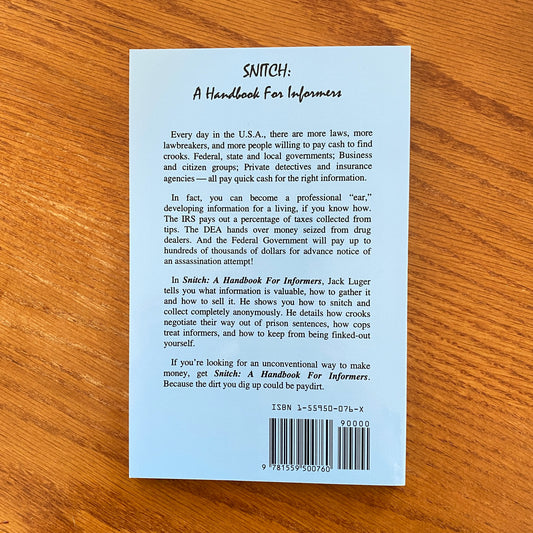 SNITCH:
A Handbook For Informers
Every day in the U.S.A., there are more laws, more
lawbreakers, and more people willing to pay cash to find
crooks. Federal, state and local governments; Business
and citizen groups; Private detectives and insurance
agencies — all pay quick cash for the right information.
In fact, you can become a professional “ear,”
developing information for a living, if you know how.
The IRS pays out a percentage of taxes collected from
tips. The DEA hands over money seized from drug
dealers. And the Federal Government will pay up to
hundreds of thousands of dollars for advance notice of
an assassination attempt!
In Snitch: A Handbook For Informers, Jack Luger
tells you what information is valuable, how to gather it
and how to sell it. He shows you how to snitch and
collect completely anonymously. He details how crooks
negotiate their way out of prison sentences, how cops
treat informers, and how to keep from being finked-out
yourself.
If you're looking for an unconventional way to make
money, get Snitch: A Handbook For Informers.
Because the dirt you dig up could be paydirt.
ISBN 1-55950-076-X
90000
9 781559 500760